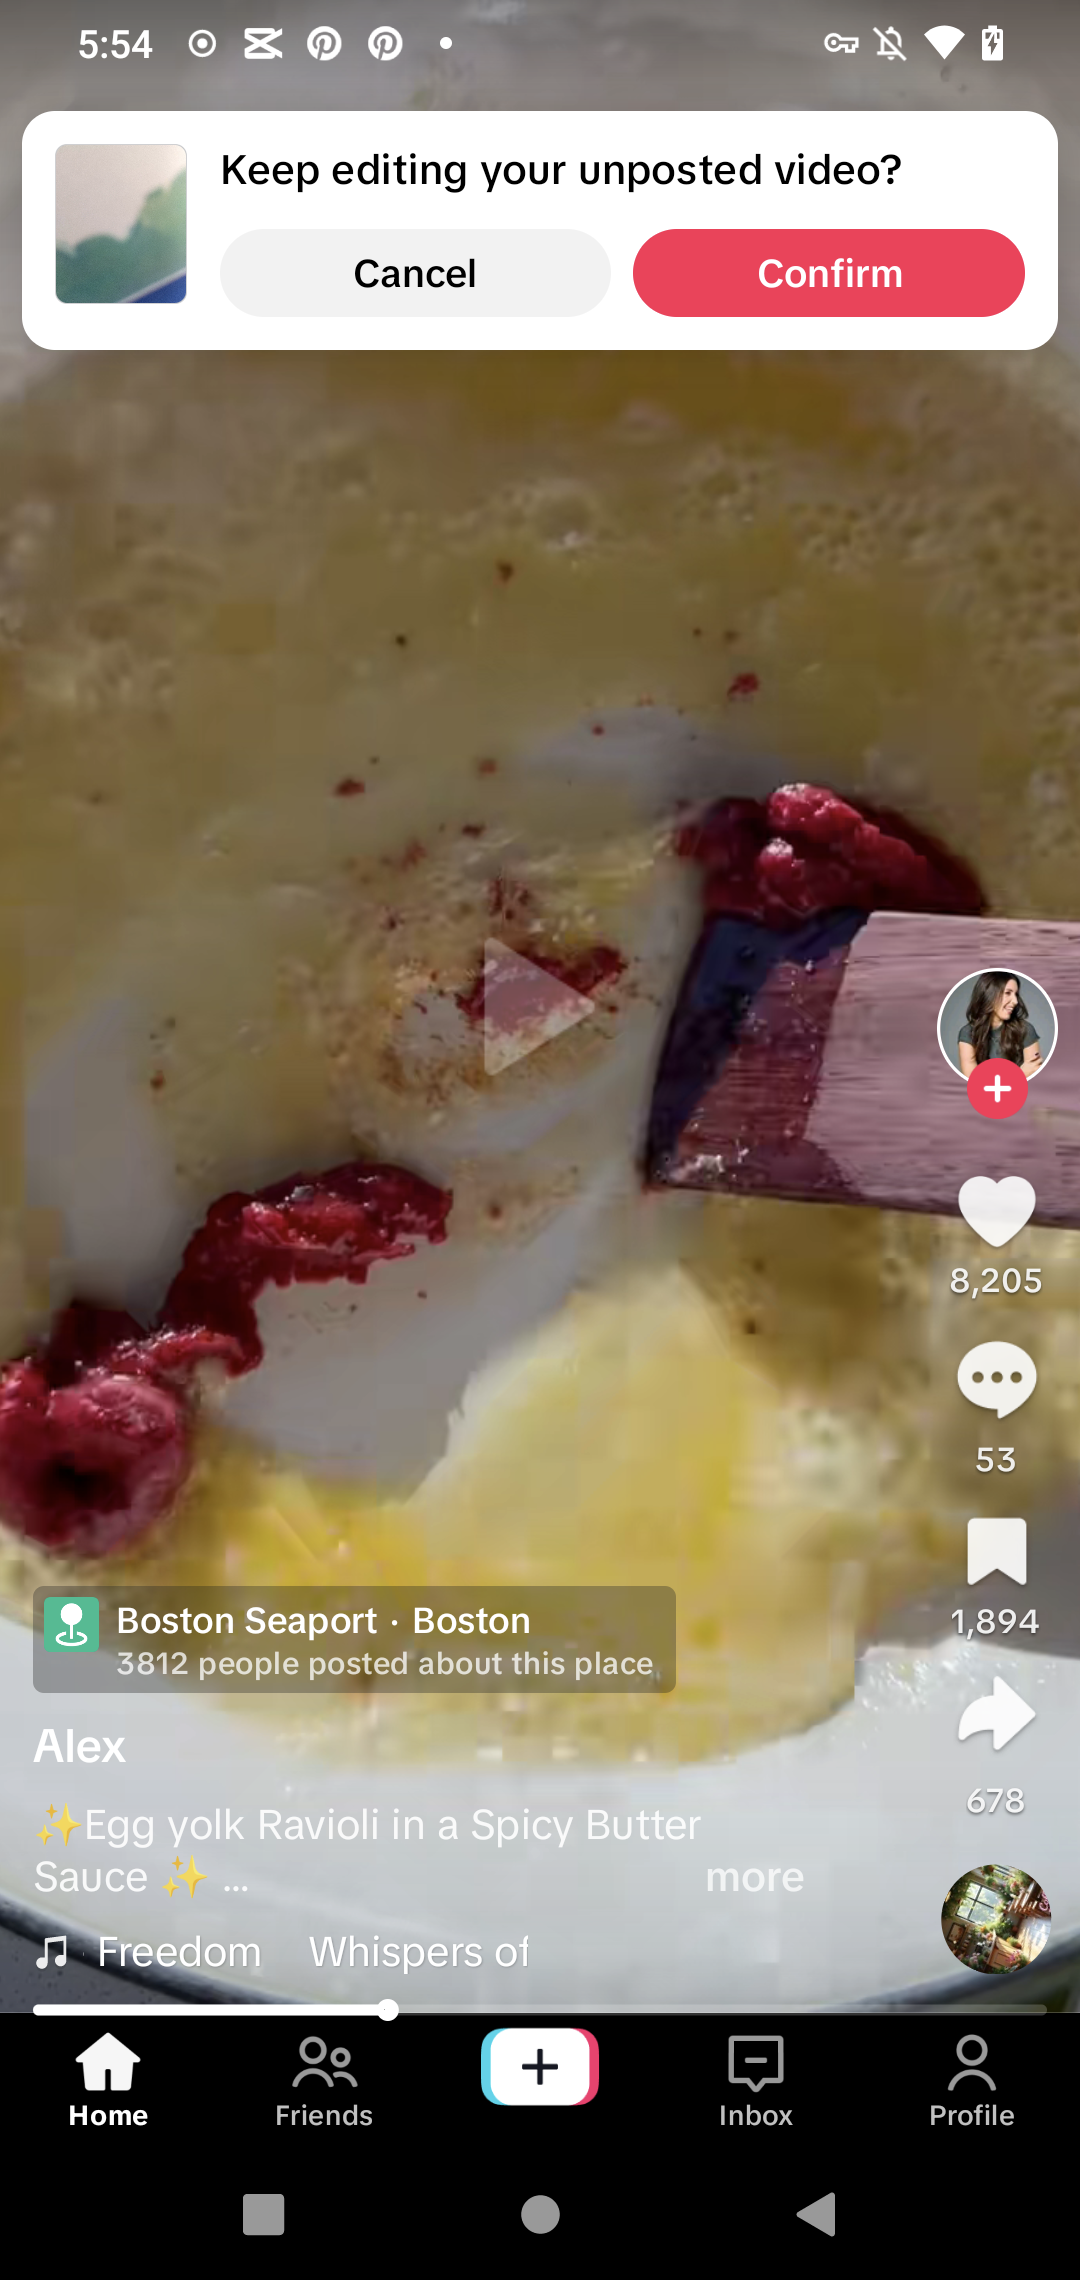 5:54
Keep editing your unposted video?
Cancel
Confirm
8,205
53
1,894
678
Boston Seaport · Boston
3812 people posted about this place
Alex
✨Egg yolk Ravioli in a Spicy Butter
Sauce ✨ ...
more
Freedom Whispers of
Home
Friends
Inbox
Profile